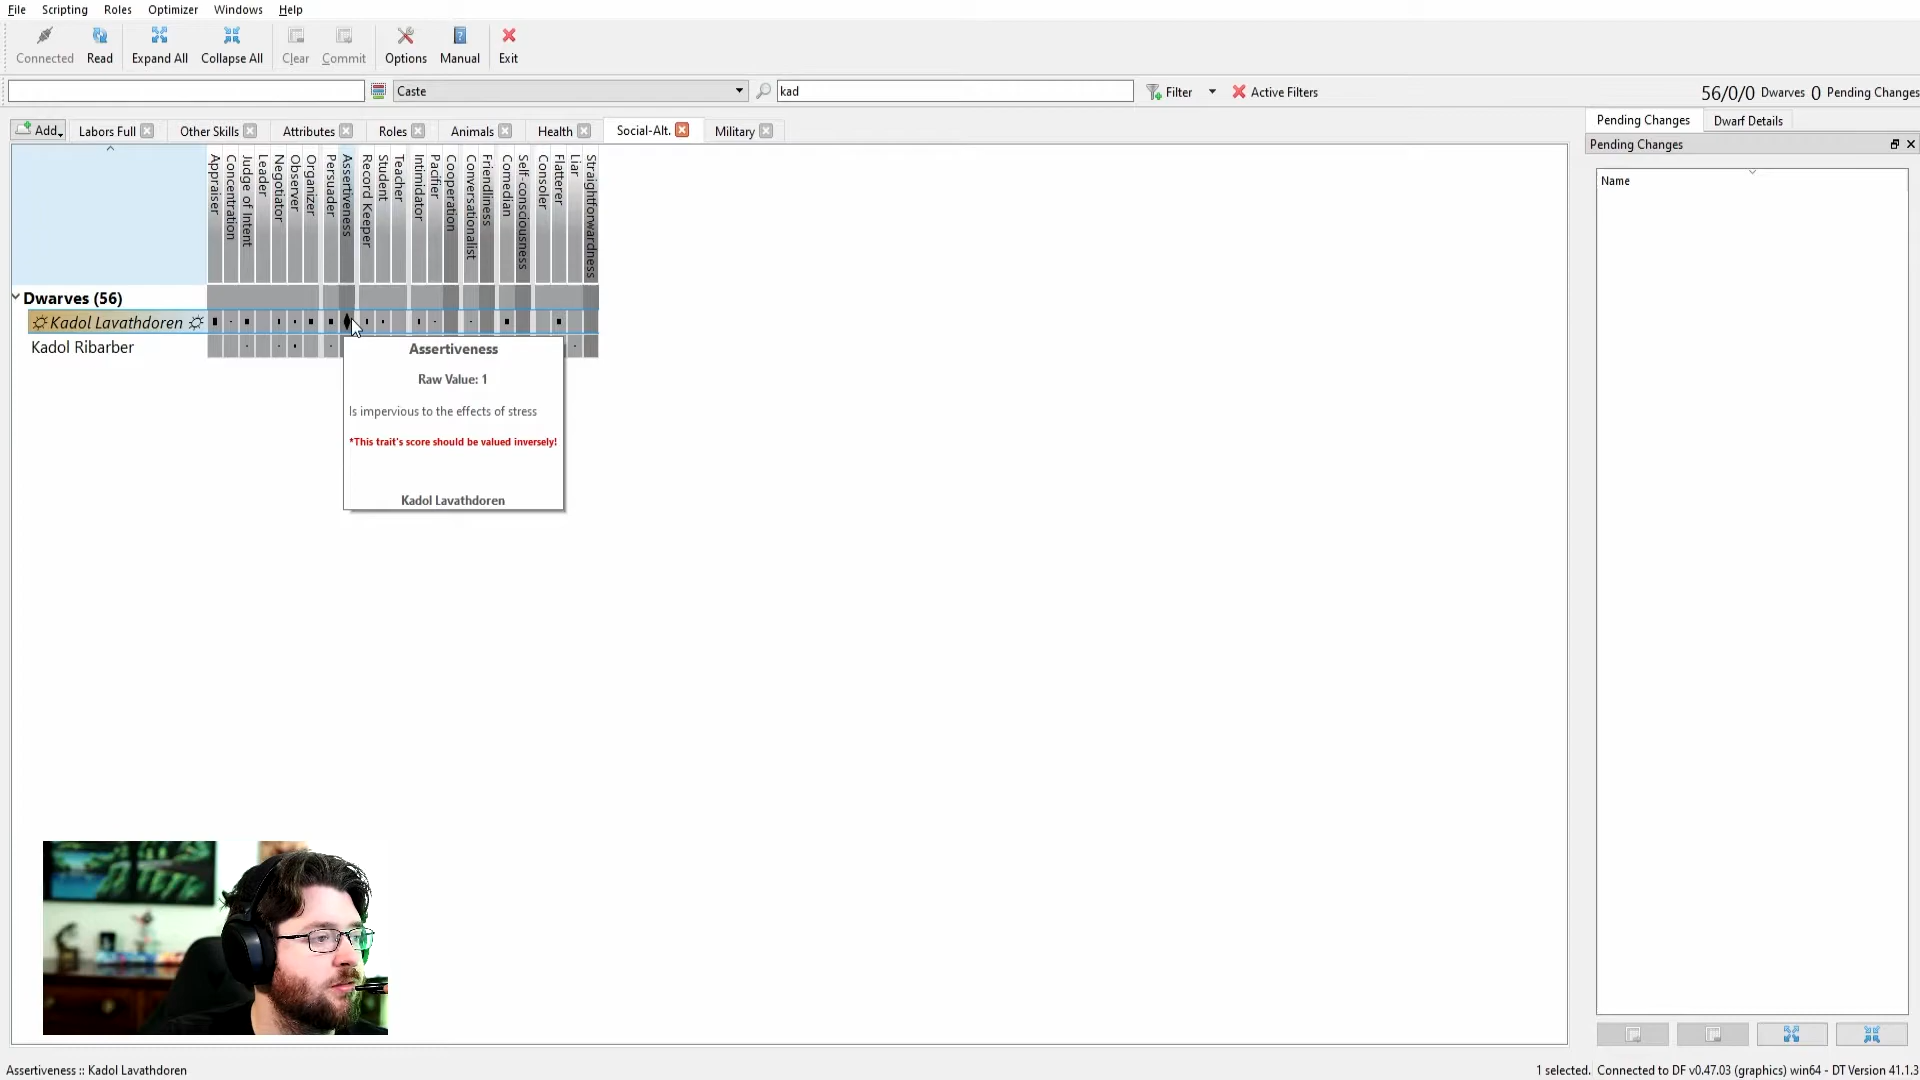 File Scripting Roles Optimizer Windows Help
Connected Read Expand All Collapse All Clear Commit Options Manual Exit
Caste kad Filter Active Filters 56/0/0 Dwarves 0 Pending Changes
Add Labors Full Other Skills Attributes Roles Animals Health Social-Alt. Military
Pending Changes Dwarf Details
Pending Changes
Name
Appraiser
Concentration
Judge of Intent
Leader
Negotiator
Observer
Organizer
Persuader
Assertiveness
Record Keeper
Student
Teacher
Intimidator
Pacifier
Cooperation
Conversationalist
Friendliness
Comedian
Self-consciousness
Consoler
Flatterer
Liar
Straightforwardness
Dwarves (56)
Kadol Lavathdoren
Kadol Ribarber
Assertiveness
Raw Value: 1
Is impervious to the effects of stress
*This trait's score should be valued inversely!
Kadol Lavathdoren
Assertiveness :: Kadol Lavathdoren
1 selected. Connected to DF v0.47.03 (graphics) win64 - DT Version 41.1.3